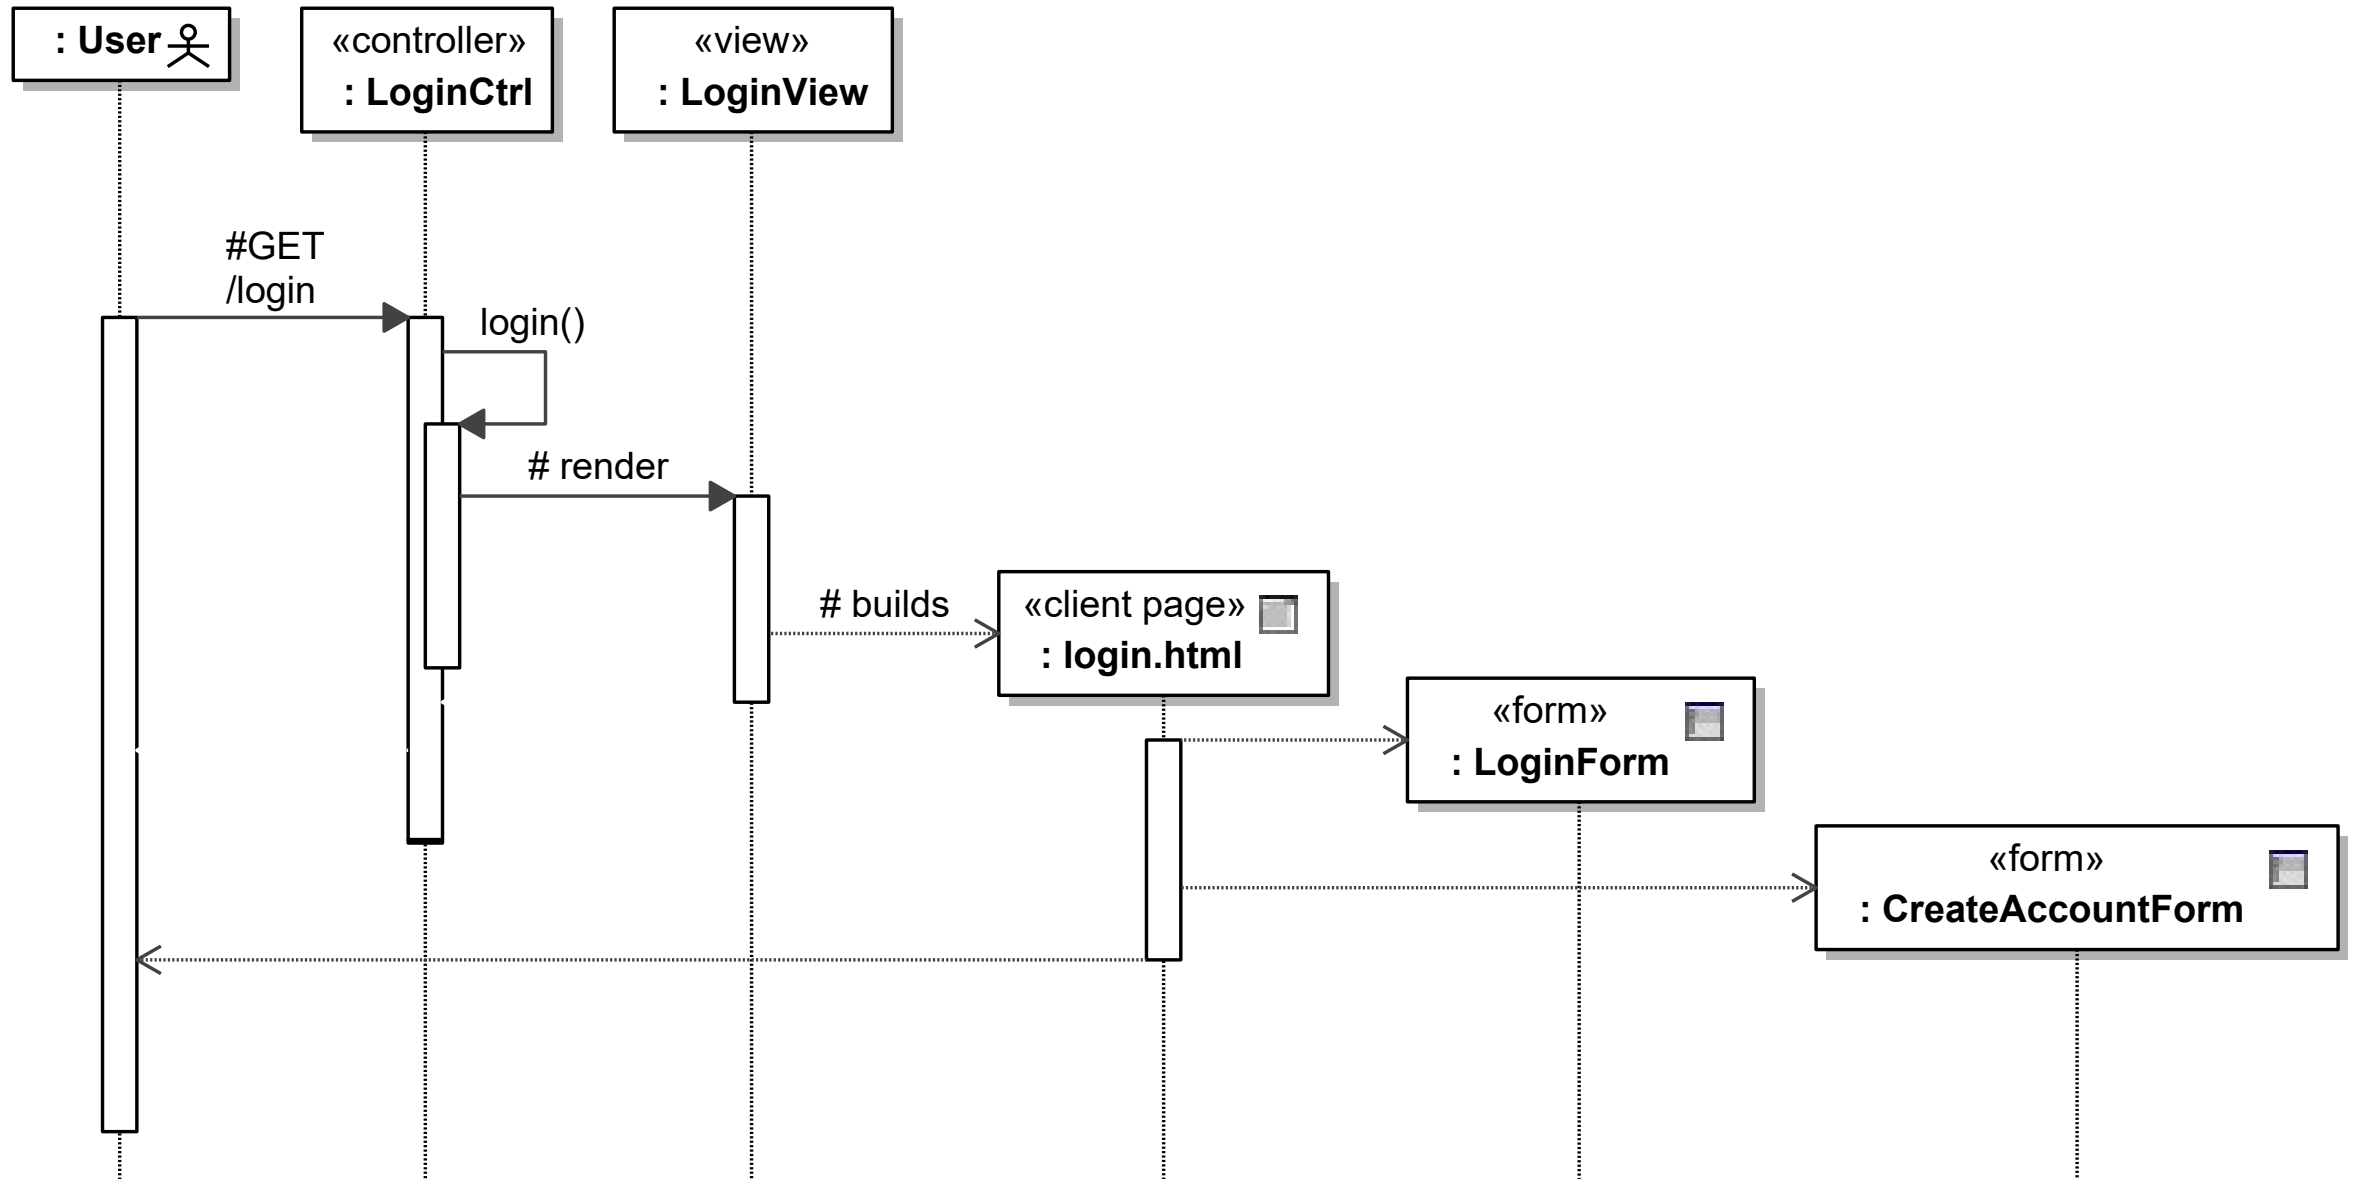 : User
«controller»
: LoginCtrl
«view»
: LoginView
#GET
/login
login()
# render
# builds
«client page»
: login.html
«form»
: LoginForm
«form»
: CreateAccountForm